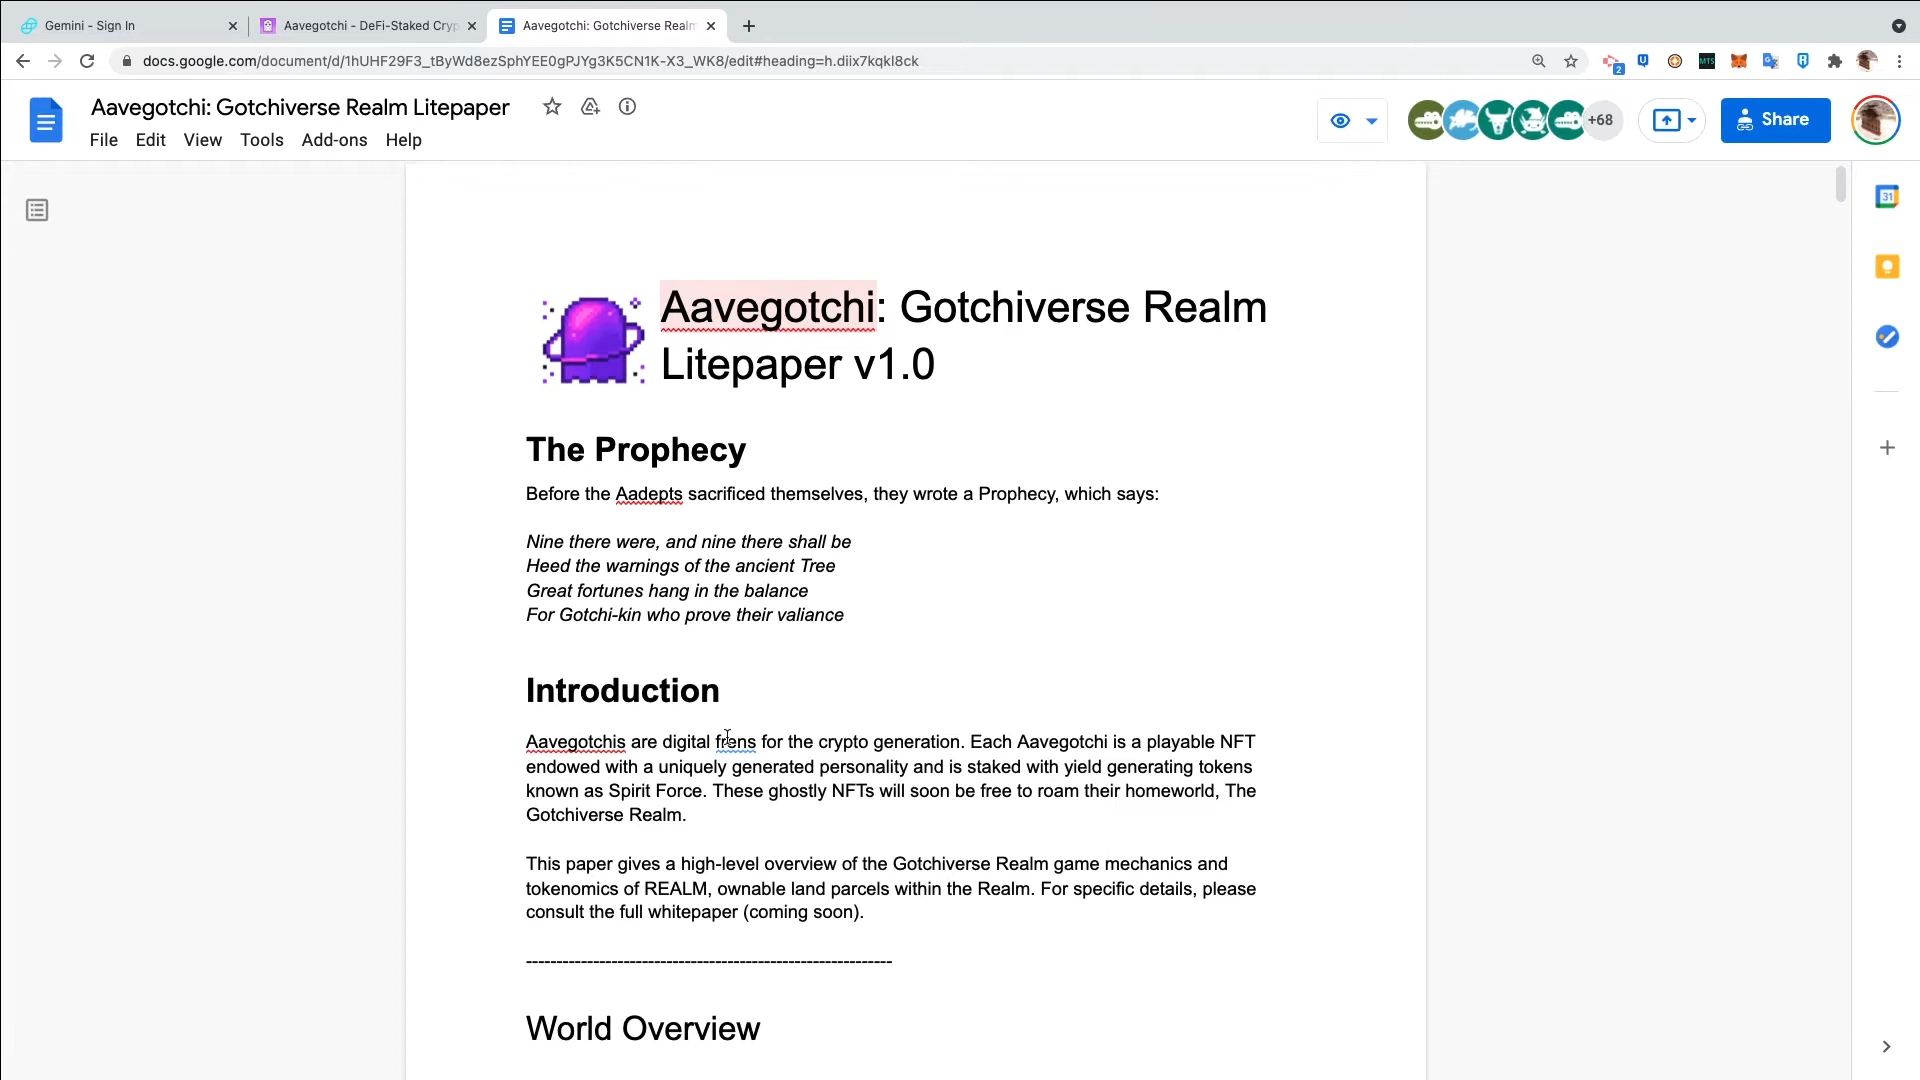 Gemini - Sign In
Aavegotchi - DeFi-Staked Cryp
Aavegotchi: Gotchiverse Realm
docs.google.com/document/d/1hUHF29F3_tByWd8ezSphYEE0gPJYg3K5CN1K-X3_WK8/edit#heading=h.diix7kqkl8ck
2
MTS
Aavegotchi: Gotchiverse Realm Litepaper
File Edit View Tools Add-ons Help
+68
Share
31
Aavegotchi: Gotchiverse Realm
Litepaper v1.0
The Prophecy
Before the Aadepts sacrificed themselves, they wrote a Prophecy, which says:
Nine there were, and nine there shall be
Heed the warnings of the ancient Tree
Great fortunes hang in the balance
For Gotchi-kin who prove their valiance
Introduction
Aavegotchis are digital frens for the crypto generation. Each Aavegotchi is a playable NFT
endowed with a uniquely generated personality and is staked with yield generating tokens
known as Spirit Force. These ghostly NFTs will soon be free to roam their homeworld, The
Gotchiverse Realm.
This paper gives a high-level overview of the Gotchiverse Realm game mechanics and
tokenomics of REALM, ownable land parcels within the Realm. For specific details, please
consult the full whitepaper (coming soon).
-------------------------------------------------------------
World Overview